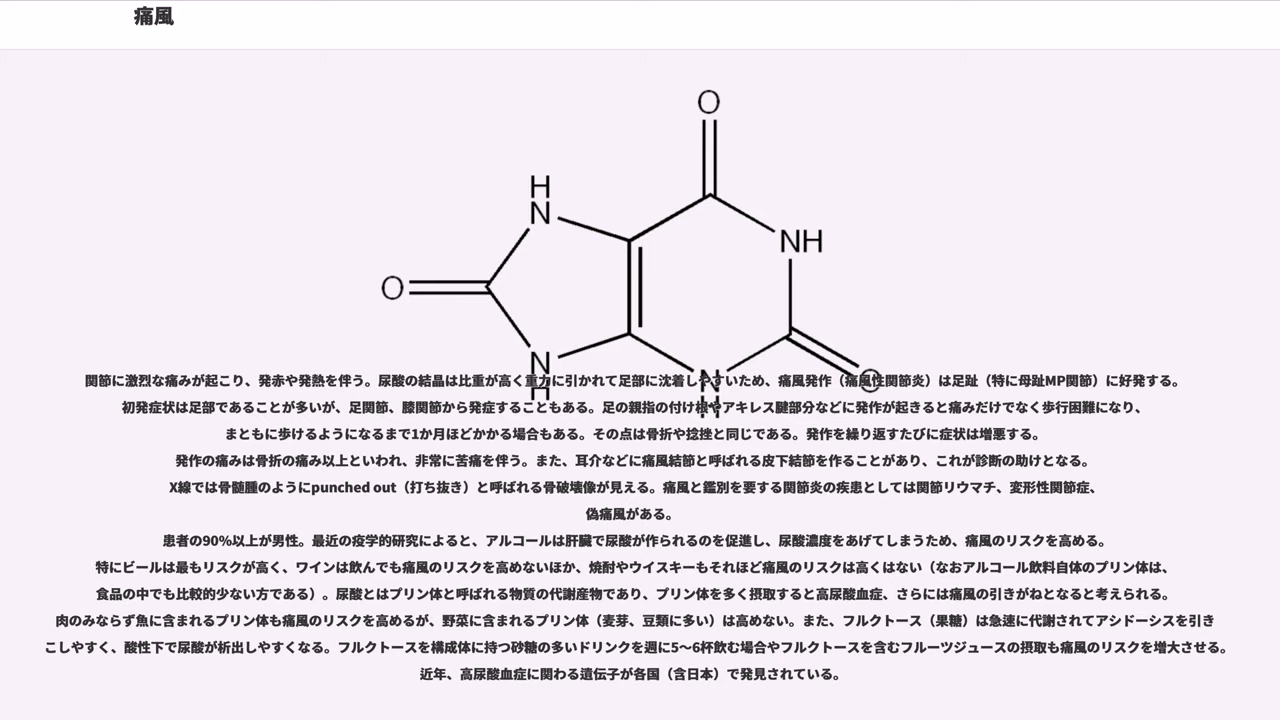 痛風
O
H
N
NH
O
N
H
N
H
O
関節に激烈な痛みが起こり、発赤や発熱を伴う。尿酸の結晶は比重が高く重力に引かれて足部に沈着しやすいため、痛風発作（痛風性関節炎）は足趾（特に母趾MP関節）に好発する。
初発症状は足部であることが多いが、足関節、膝関節から発症することもある。足の親指の付け根やアキレス腱部分などに発作が起きると痛みだけでなく歩行困難になり、
まともに歩けるようになるまで1か月ほどかかる場合もある。その点は骨折や捻挫と同じである。発作を繰り返すたびに症状は増悪する。
発作の痛みは骨折の痛み以上といわれ、非常に苦痛を伴う。また、耳介などに痛風結節と呼ばれる皮下結節を作ることがあり、これが診断の助けとなる。
X線では骨髄腫のようにpunched out（打ち抜き）と呼ばれる骨破壊像が見える。痛風と鑑別を要する関節炎の疾患としては関節リウマチ、変形性関節症、
偽痛風がある。
患者の90%以上が男性。最近の疫学的研究によると、アルコールは肝臓で尿酸が作られるのを促進し、尿酸濃度をあげてしまうため、痛風のリスクを高める。
特にビールは最もリスクが高く、ワインは飲んでも痛風のリスクを高めないほか、焼酎やウイスキーもそれほど痛風のリスクは高くはない（なおアルコール飲料自体のプリン体は、
食品の中でも比較的少ない方である）。尿酸とはプリン体と呼ばれる物質の代謝産物であり、プリン体を多く摂取すると高尿酸血症、さらには痛風の引きがねとなると考えられる。
肉のみならず魚に含まれるプリン体も痛風のリスクを高めるが、野菜に含まれるプリン体（麦芽、豆類に多い）は高めない。また、フルクトース（果糖）は急速に代謝されてアシドーシスを引き
こしやすく、酸性下で尿酸が析出しやすくなる。フルクトースを構成体に持つ砂糖の多いドリンクを週に5〜6杯飲む場合やフルクトースを含むフルーツジュースの摂取も痛風のリスクを増大させる。
近年、高尿酸血症に関わる遺伝子が各国（含日本）で発見されている。